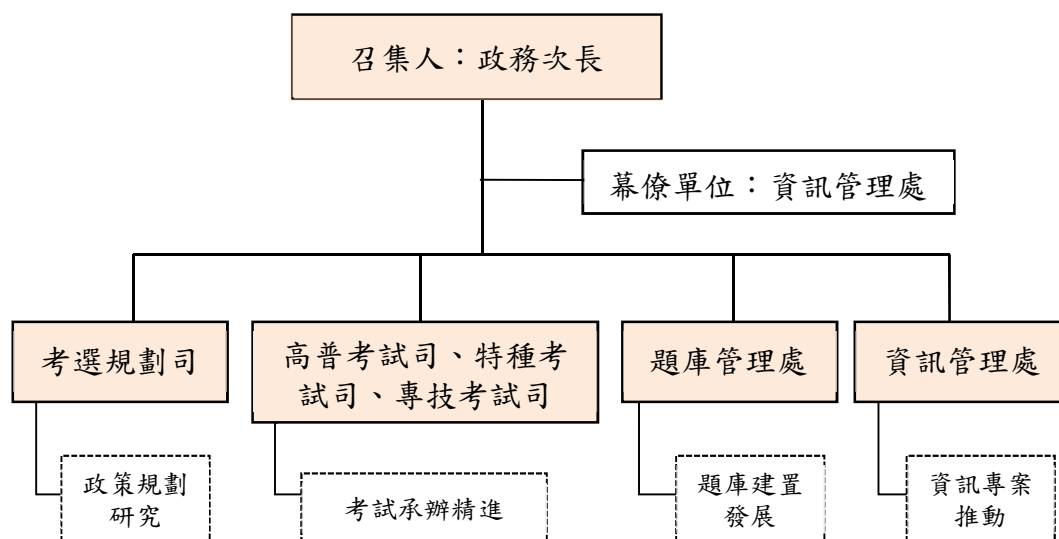 召集人：政務次長
幕僚單位：資訊管理處
考選規劃司
高普考試司、特種考
試司、專技考試司
題庫管理處
資訊管理處
政策規劃
研究
考試承辦精進
題庫建置
發展
資訊專案
推動